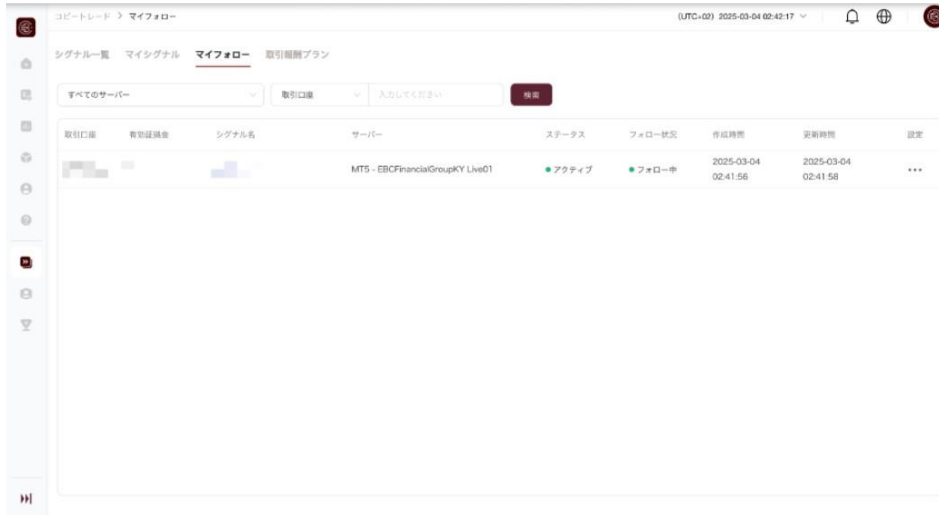 コピートレード > マイフォロー
(UTC+02) 2025-03-04 02:42:17
シグナル一覧 マイシグナル マイフォロー 取引報酬プラン
すべてのサーバー 取引口座 入力してください 検索
取引口座 有効証拠金 シグナル名 サーバー ステータス フォロー状況 作成時間 更新時間 設定
MT5 - EBCFinancialGroupKY Live01 アクティブ フォロー中 2025-03-04 02:41:56 2025-03-04 02:41:58